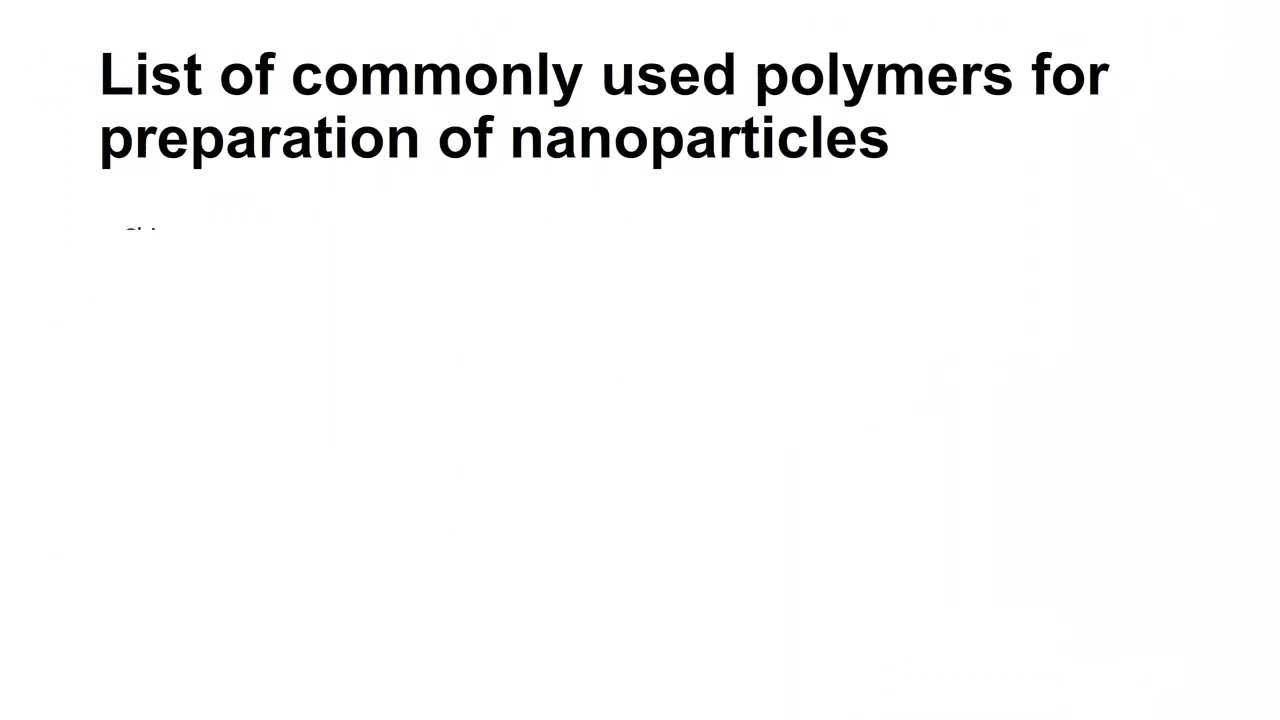 List of commonly used polymers for
preparation of nanoparticles